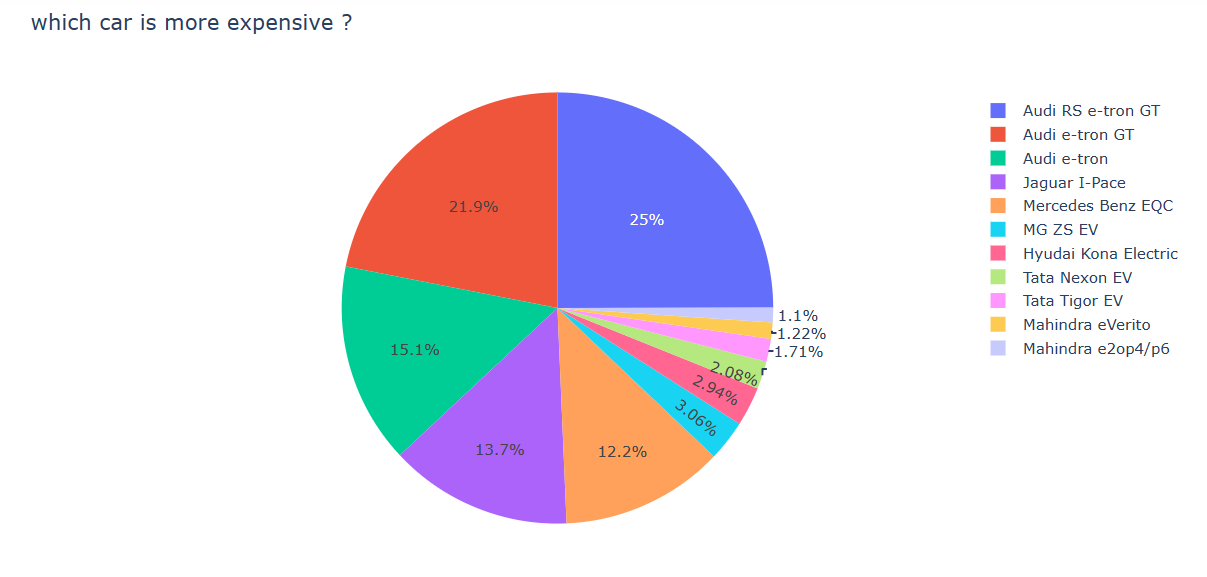 which car is more expensive ?
25%
21.9%
15.1%
13.7%
12.2%
3.06%
2.94%
2.08%
1.71%
1.22%
1.1%
Audi RS e-tron GT
Audi e-tron GT
Audi e-tron
Jaguar I-Pace
Mercedes Benz EQC
MG ZS EV
Hyudai Kona Electric
Tata Nexon EV
Tata Tigor EV
Mahindra eVerito
Mahindra e2op4/p6